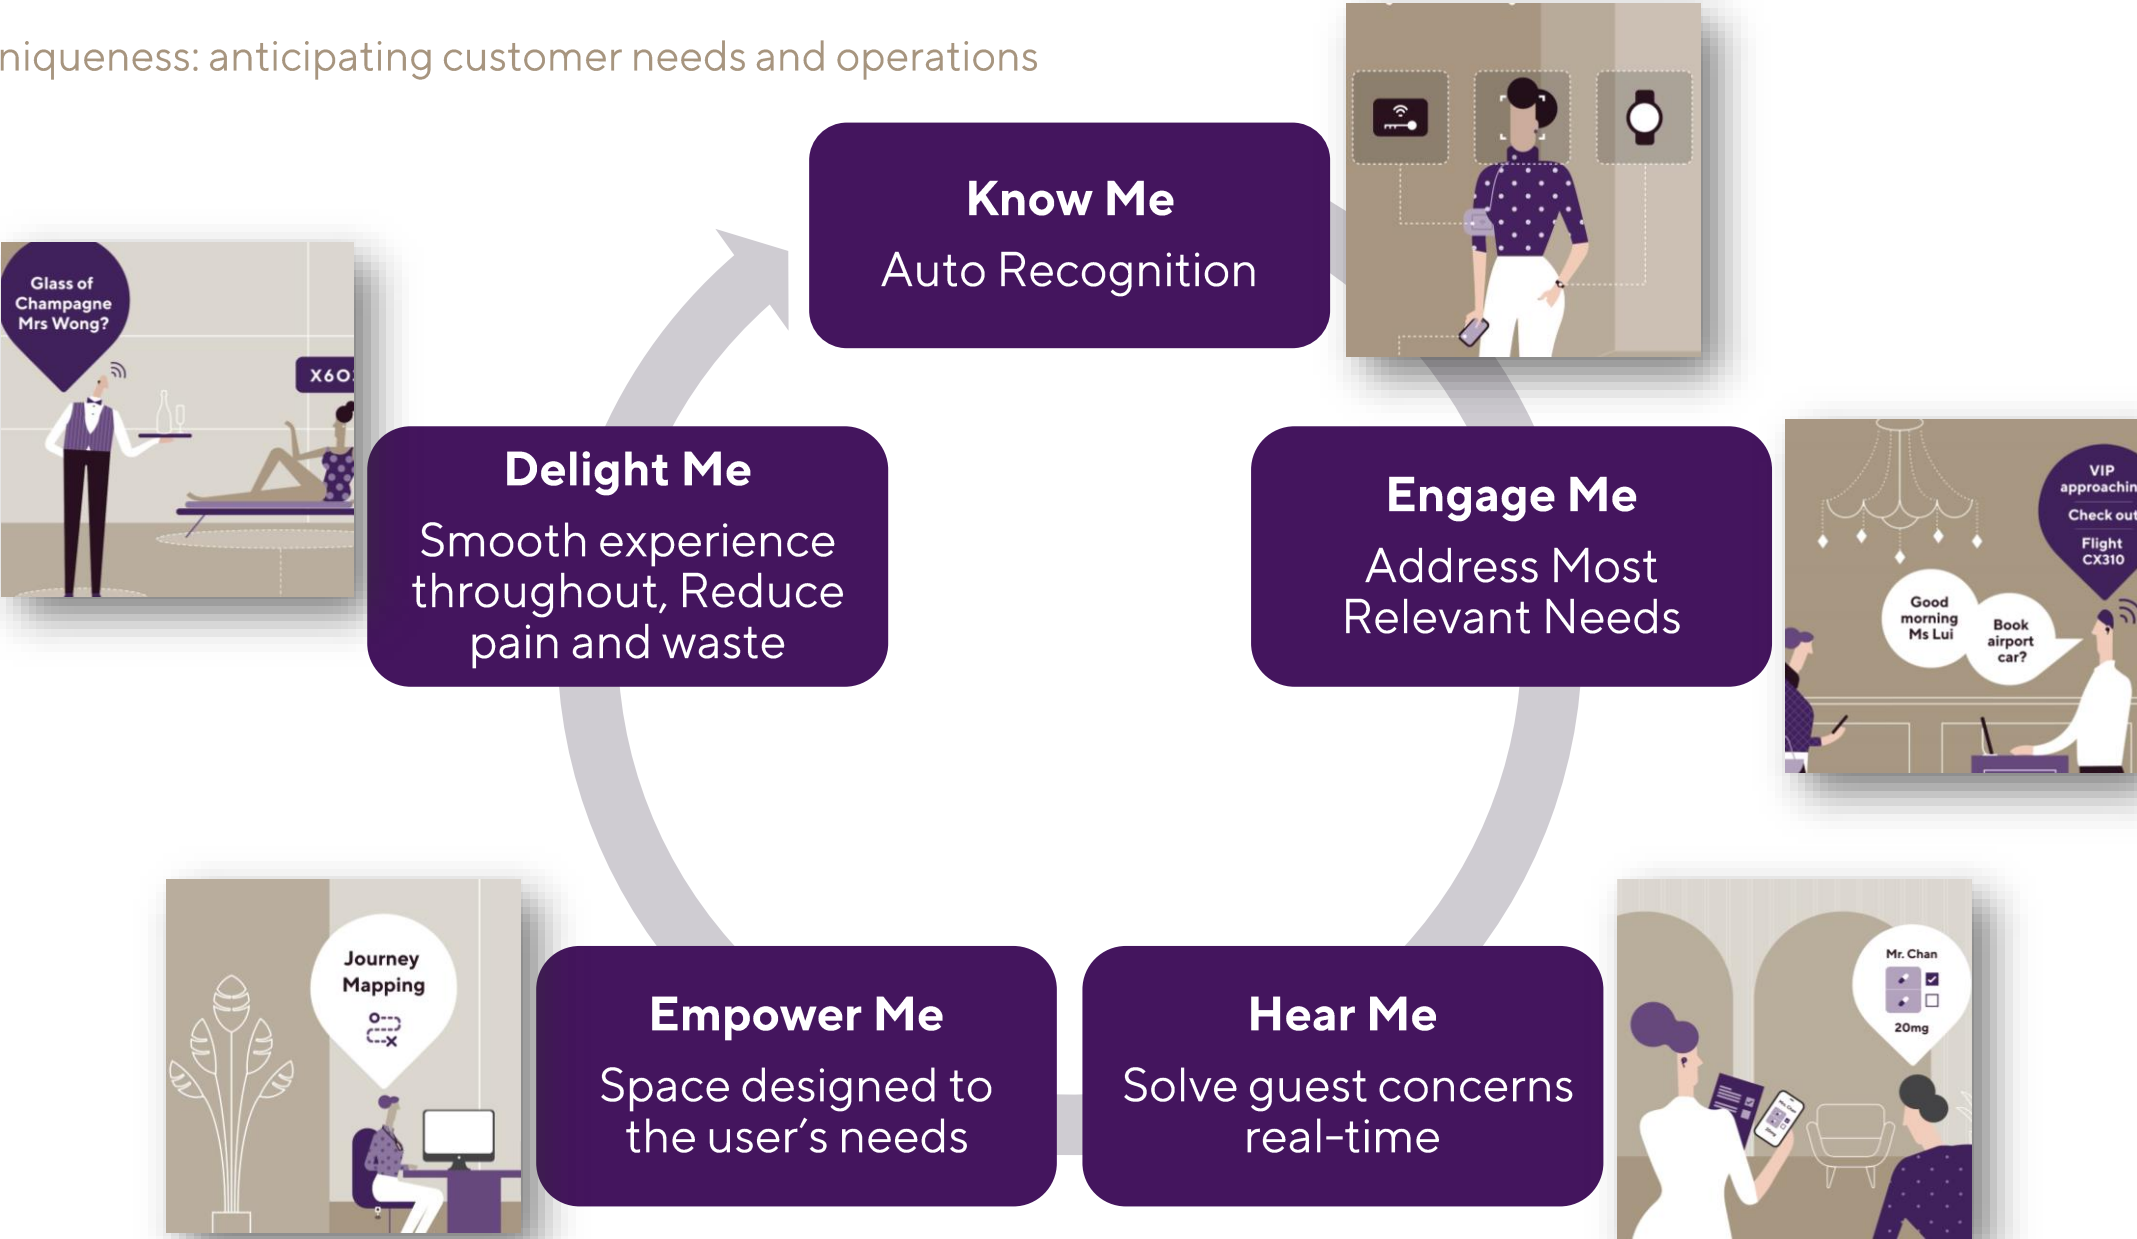 niqueness: anticipating customer needs and operations
Know Me
Auto Recognition
Glass of
Champagne
Mrs Wong?
X60
Delight Me
Smooth experience
throughout, Reduce
pain and waste
Engage Me
Address Most
Relevant Needs
VIP
approachin
Check out
Flight
CX310
Good
morning
Ms Lui
Book
airport
car?
Journey
Mapping
Empower Me
Space designed to
the user's needs
Hear Me
Solve guest concerns
real-time
Mr. Chan
20mg